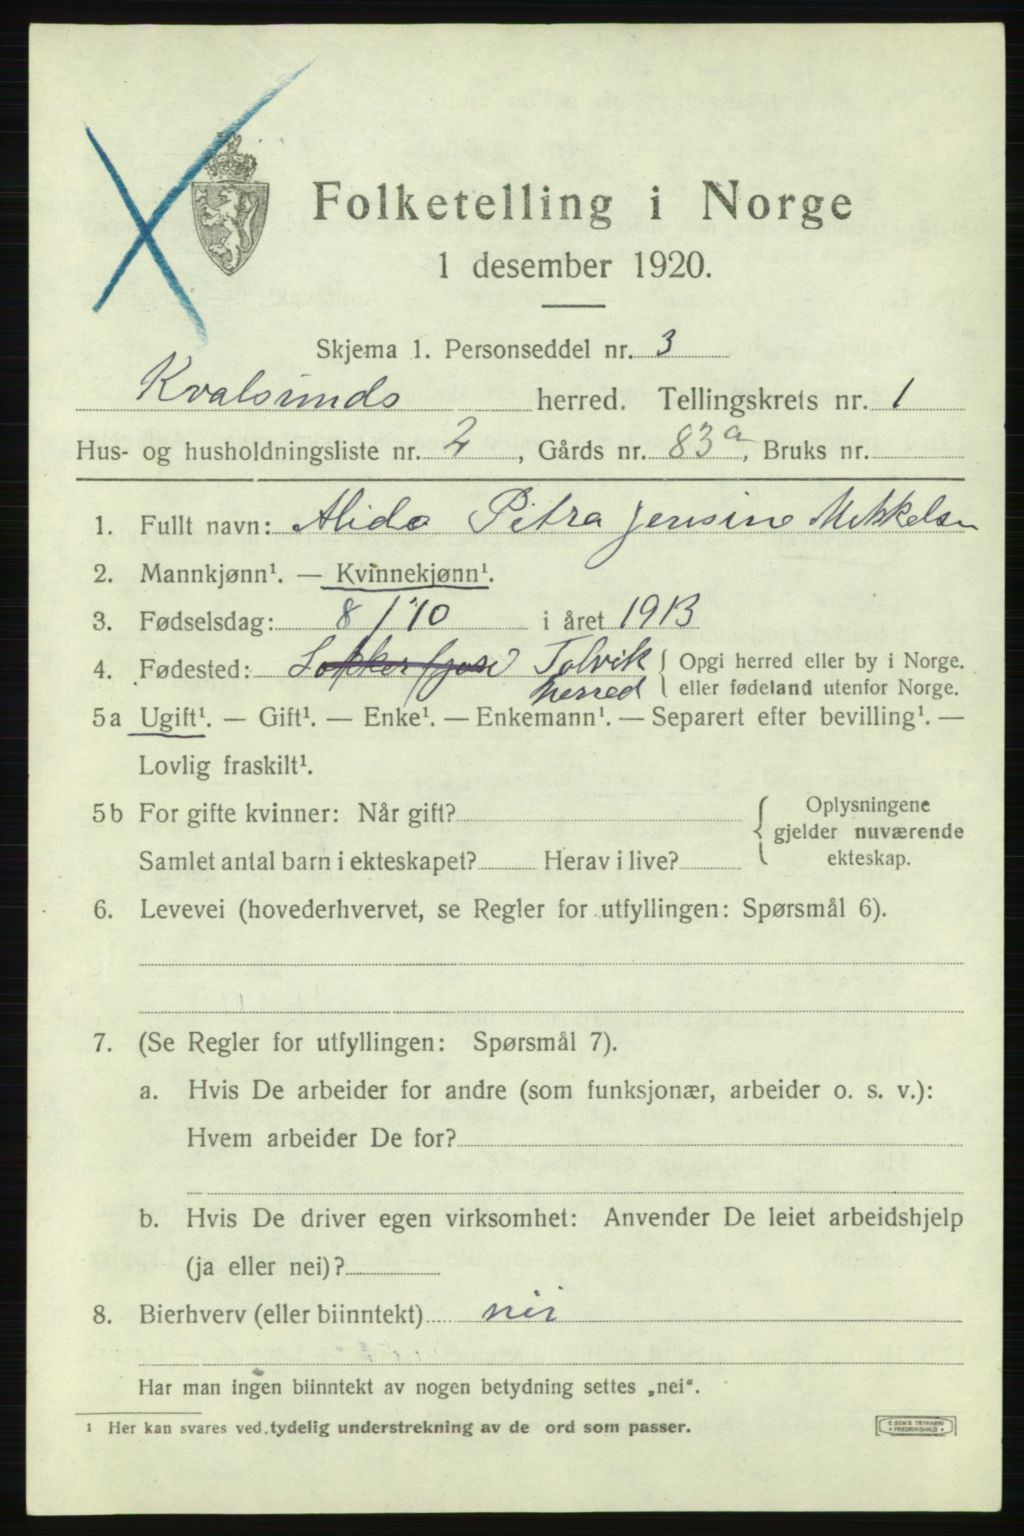 Folketelling i Norge
1 desember 1920.
Skjema 1. Personseddel nr. 3
Kvalsunds herred. Tellingskrets nr. 1
Hus- og husholdningsliste nr. 2, Gårds nr. 83a, Bruks nr.
1. Fullt navn: Alida Petra Jensine Mikkelsen
2. Mannkjønn¹. — Kvinnekjønn¹.
3. Fødselsdag: 8/10 i året 1913
4. Fødested: Talvik Opgi herred eller by i Norge.
herred eller fødeland utenfor Norge.
5a Ugift¹. — Gift¹. — Enke¹. — Enkemann¹. — Separert efter bevilling¹. —
Lovlig fraskilt¹.
5b For gifte kvinner: Når gift? Oplysningene
gjelder nuværende
Samlet antal barn i ekteskapet? Herav i live? ekteskap.
6. Levevei (hovederhvervet, se Regler for utfyllingen: Spørsmål 6).
7. (Se Regler for utfyllingen: Spørsmål 7).
a. Hvis De arbeider for andre (som funksjonær, arbeider o. s. v.):
Hvem arbeider De for?
b. Hvis De driver egen virksomhet: Anvender De leiet arbeidshjelp
(ja eller nei)?
8. Bierhverv (eller biinntekt) nei
Har man ingen biinntekt av nogen betydning settes „nei“.
¹ Her kan svares ved tydelig understrekning av de ord som passer.